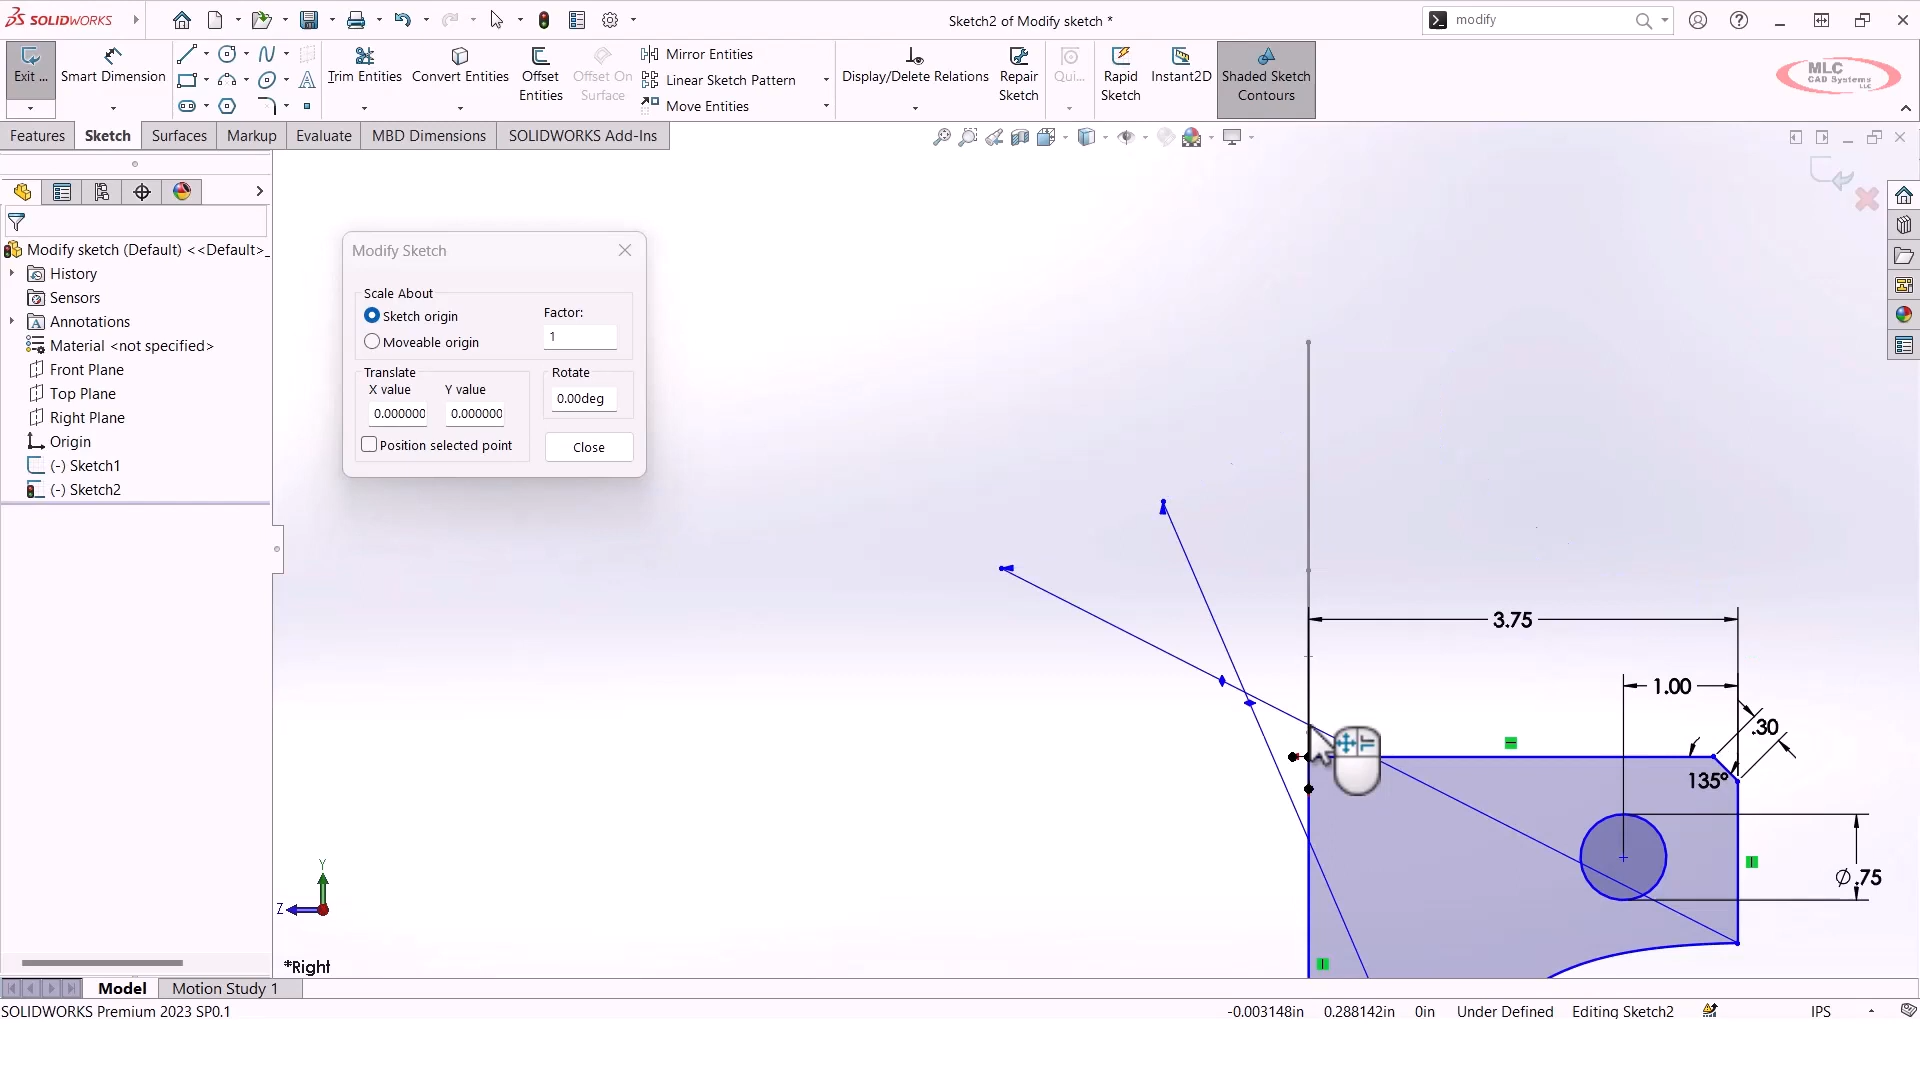 SOLIDWORKS
Sketch2 of Modify sketch *
modify
Exit ...
Smart Dimension
Trim Entities
Convert Entities
Offset Entities
Offset On Surface
Mirror Entities
Linear Sketch Pattern
Move Entities
Display/Delete Relations
Repair Sketch
Qui...
Rapid Sketch
Instant2D
Shaded Sketch Contours
MLC
CAD Systems
LLC
Features
Sketch
Surfaces
Markup
Evaluate
MBD Dimensions
SOLIDWORKS Add-Ins
Modify sketch (Default) <<Default>_
History
Sensors
Annotations
Material <not specified>
Front Plane
Top Plane
Right Plane
Origin
(-) Sketch1
(-) Sketch2
Modify Sketch
Scale About
Sketch origin
Moveable origin
Factor:
1
Translate
X value
Y value
0.000000
0.000000
Position selected point
Rotate
0.00deg
Close
3.75
1.00
.30
135°
Ø.75
Y
Z
*Right
Model
Motion Study 1
SOLIDWORKS Premium 2023 SP0.1
-0.003148in
0.288142in
0in
Under Defined
Editing Sketch2
IPS